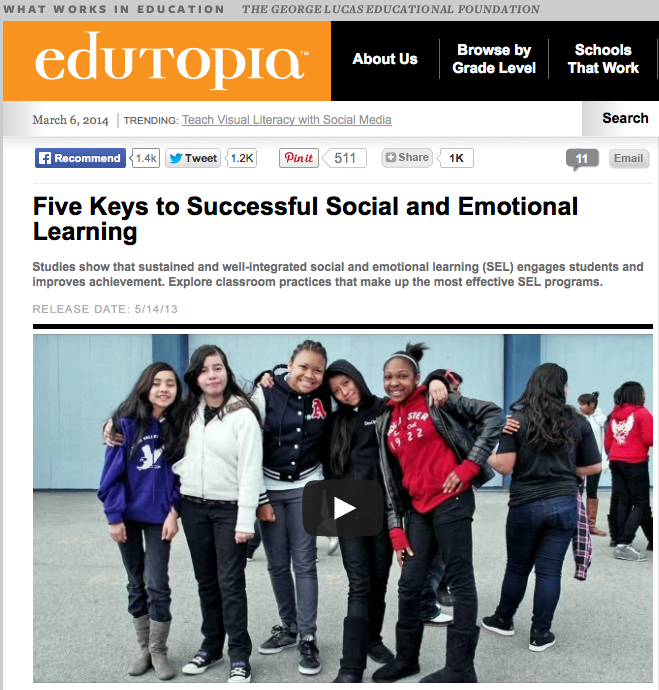 WHAT WORKS IN EDUCATION THE GEORGE LUCAS EDUCATIONAL FOUNDATION
edutopia™
About Us
Browse by
Grade Level
Schools
That Work
March 6, 2014 | TRENDING: Teach Visual Literacy with Social Media
Search
Recommend 1.4k Tweet 1.2K Pin it 511 Share 1K 11 Email
Five Keys to Successful Social and Emotional
Learning
Studies show that sustained and well-integrated social and emotional learning (SEL) engages students and
improves achievement. Explore classroom practices that make up the most effective SEL programs.
RELEASE DATE: 5/14/13
A
1922